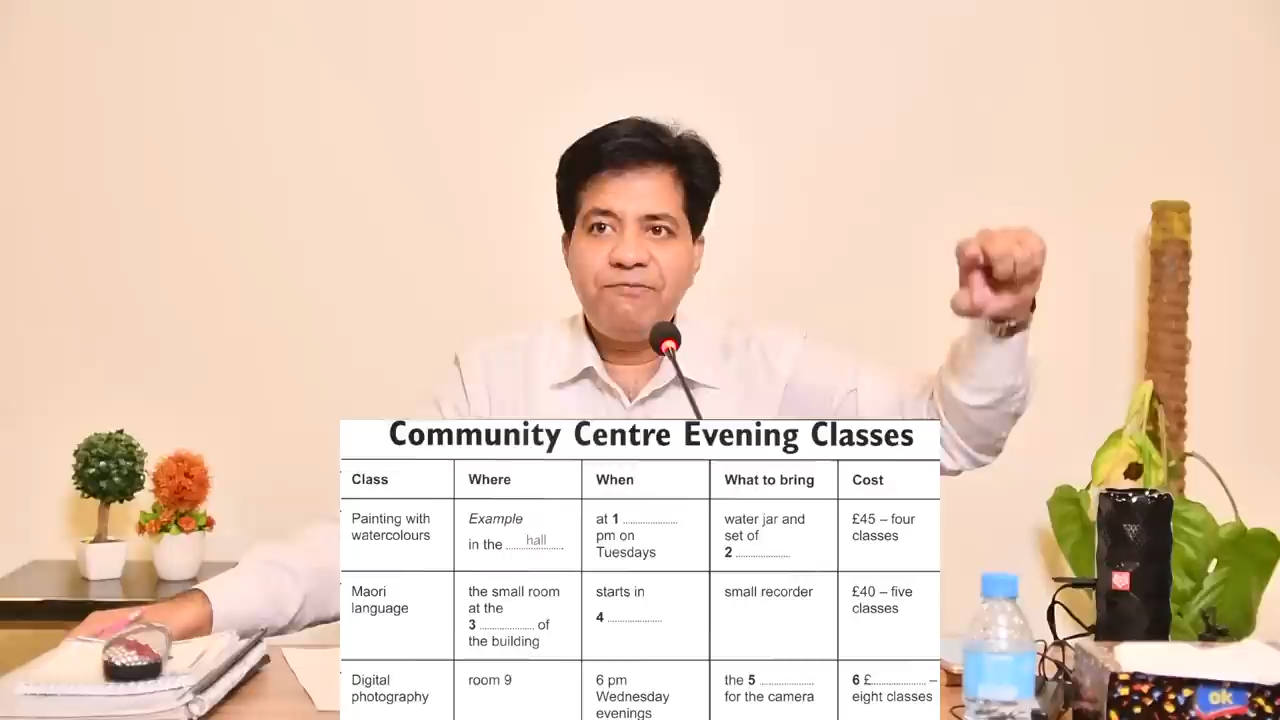 Community Centre Evening Classes
Class
Where
When
What to bring
Cost
Painting with
watercolours
Example
in the hall
at 1 ....................
pm on
Tuesdays
water jar and
set of
2 ....................
£45 – four
classes
Maori
language
the small room
at the
3 .................... of
the building
starts in
4 ....................
small recorder
£40 – five
classes
Digital
photography
room 9
6 pm
Wednesday
evenings
the 5 ....................
for the camera
6 £.................... –
eight classes
ok